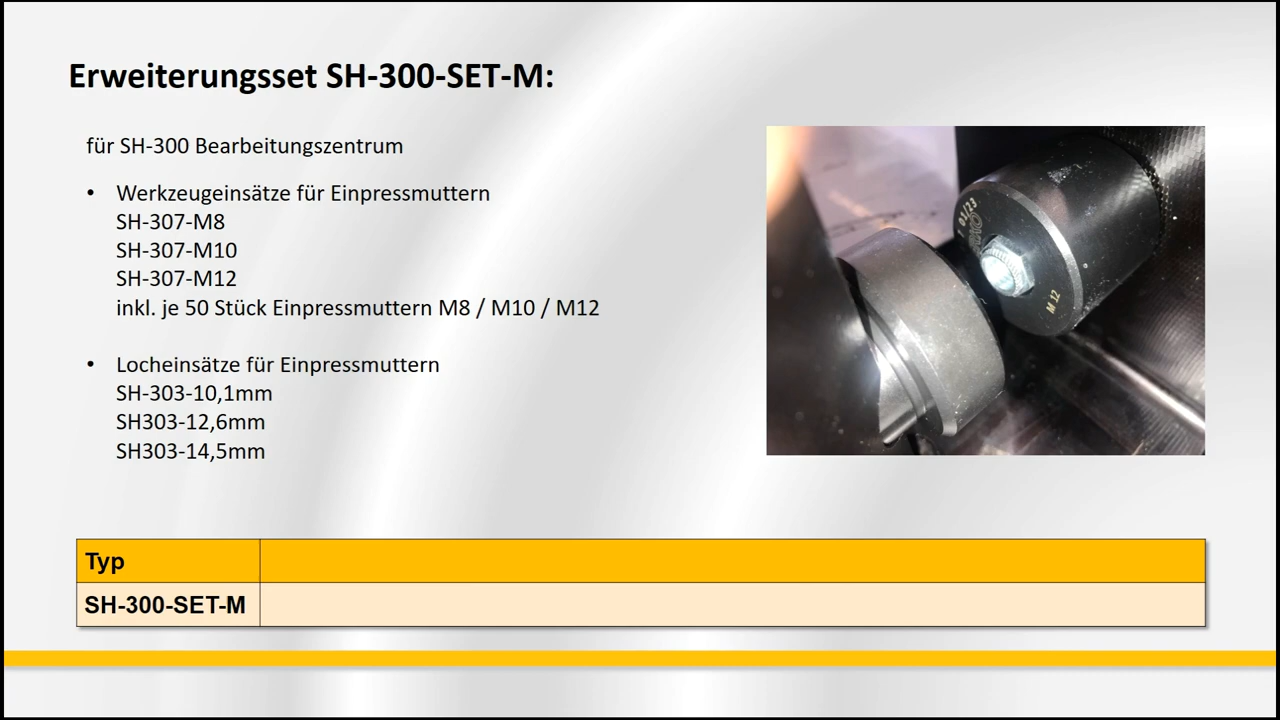 Erweiterungsset SH-300-SET-M:
für SH-300 Bearbeitungszentrum
• Werkzeugeinsätze für Einpressmuttern
SH-307-M8
SH-307-M10
SH-307-M12
inkl. je 50 Stück Einpressmuttern M8 / M10 / M12
• Locheinsätze für Einpressmuttern
SH-303-10,1mm
SH303-12,6mm
SH303-14,5mm
03/23
M 12
Typ
SH-300-SET-M